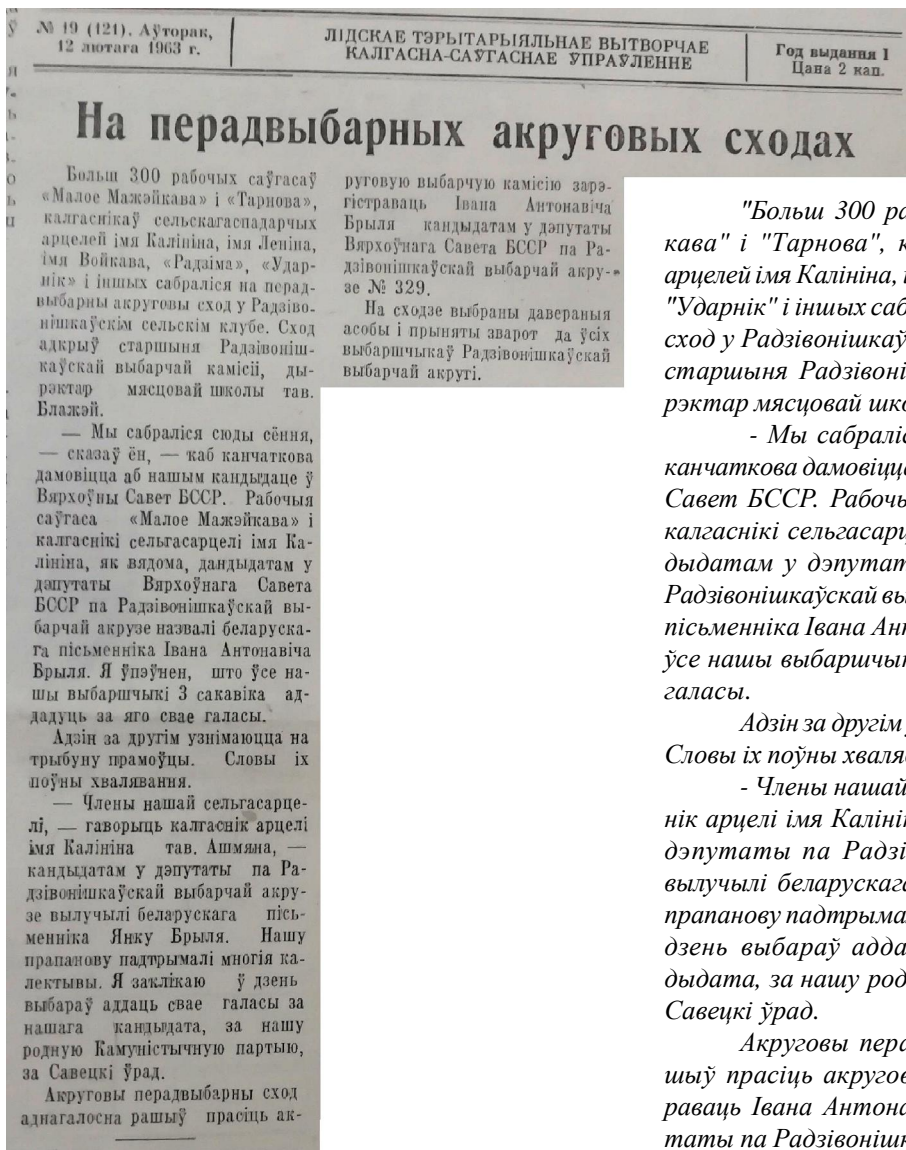 № 19 (121). Аўторак,
12 лютага 1963 г.
ЛІДСКАЕ ТЭРЫТАРЫЯЛЬНАЕ ВЫТВОРЧАЕ
КАЛГАСНА-САЎГАСНАЕ ЎПРАЎЛЕННЕ
Год выдання 1
Цана 2 кап.
На перадвыбарных акруговых сходах
Больш 300 рабочых саўгасаў
«Малое Мажэйкава» і «Тарнова»,
калгаснікаў сельскагаспадарчых
арцелей імя Калініна, імя Леніна,
імя Войкава, «Радзіма», «Удар-
нік» і іншых сабраліся на перад-
выбарны акруговы сход у Радзіво-
нішкаўскім сельскім клубе. Сход
адкрыў старшыня Радзівоніш-
каўскай выбарчай камісіі, ды-
рэктар мясцовай школы тав.
Блажэй.
— Мы сабраліся сюды сёння,
— сказаў ён, — каб канчаткова
дамовіцца аб нашым кандыдаце ў
Вярхоўны Савет БССР. Рабочыя
саўгаса «Малое Мажэйкава» і
калгаснікі сельгасарцелі імя Ка-
лініна, як вядома, дандыдатам у
дэпутаты Вярхоўнага Савета
БССР па Радзівонішкаўскай вы-
барчай акрузе назвалі беларуска-
га пісьменніка Івана Антонавіча
Брыля. Я ўпэўнен, што ўсе на-
шы выбаршчыкі 3 сакавіка ад-
дадуць за яго свае галасы.
Адзін за другім узнімаюцца на
трыбуну прамоўцы. Словы іх
поўны хвалявання.
— Члены нашай сельгасарце-
лі, — гаворыць калгаснік арцелі
імя Калініна тав. Ашмяна, —
кандыдатам у дэпутаты па Ра-
дзівонішкаўскай выбарчай акру-
зе вылучылі беларускага пісь-
менніка Янку Брыля. Нашу
прапанову падтрымалі многія ка-
лектывы. Я заклікаю ў дзень
выбараў аддаць свае галасы за
нашага кандыдата, за нашу
родную Камуністычную партыю,
за Савецкі ўрад.
Акруговы перадвыбарны сход
аднагалосна рашыў прасіць ак-
руговую выбарчую камісію зарэ-
гістраваць Івана Антонавіча
Брыля кандыдатам у дэпутаты
Вярхоўнага Савета БССР па Ра-
дзівонішкаўскай выбарчай акру-
зе № 329.
На сходзе выбраны давераныя
асобы і прыняты зварот да ўсіх
выбаршчыкаў Радзівонішкаўскай
выбарчай акругі.
"Больш 300 ра
кава" і "Тарнова", к
арцелей імя Калініна, і
"Ударнік" і іншых саб
сход у Радзівонішкаў
старшыня Радзівоні
рэктар мясцовай шко
- Мы сабраліс
канчаткова дамовіцца
Савет БССР. Рабочы
калгаснікі сельгасарц
дыдатам у дэпутат
Радзівонішкаўскай вы
пісьменніка Івана Ант
ўсе нашы выбаршчык
галасы.
Адзін за другім
Словы іх поўны хваля
- Члены нашай
нік арцелі імя Калінін
дэпутаты па Радзі
вылучылі беларускага
прапанову падтрымал
дзень выбараў адда
дыдата, за нашу род
Савецкі ўрад.
Акруговы пера
шыў прасіць акругов
раваць Івана Антона
таты па Радзівонішк